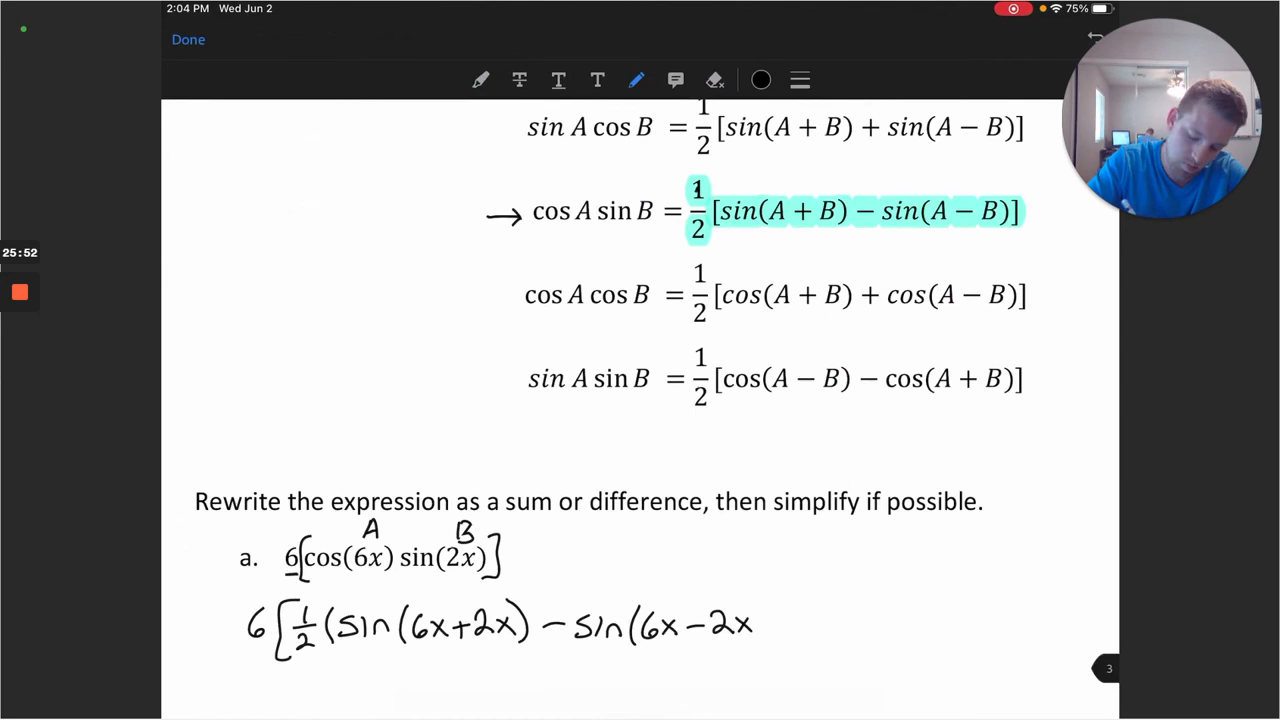 2:04 PM Wed Jun 2
75%
Done
sin A cos B = 1/2 [sin(A + B) + sin(A − B)]
→ cos A sin B = 1/2 [sin(A + B) − sin(A − B)]
25:52
cos A cos B = 1/2 [cos(A + B) + cos(A − B)]
sin A sin B = 1/2 [cos(A − B) − cos(A + B)]
Rewrite the expression as a sum or difference, then simplify if possible.
A B
a. 6[cos(6x) sin(2x)]
6[1/2 (sin(6x+2x) − sin(6x−2x
3